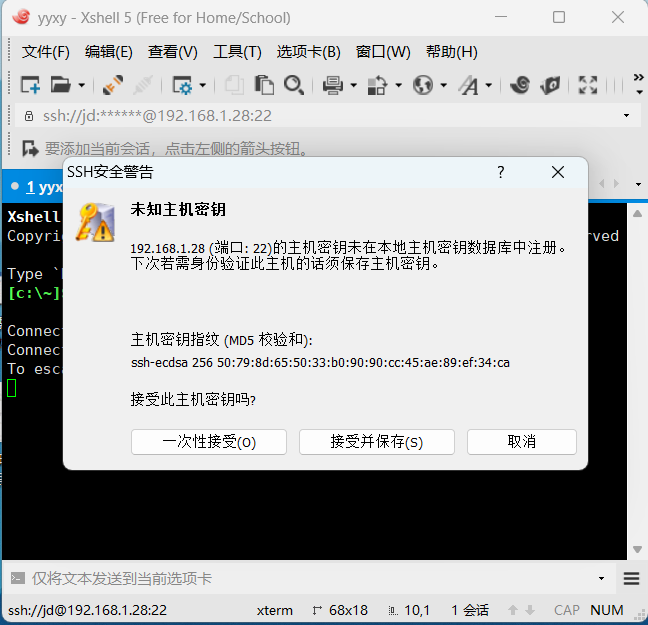 yyxy - Xshell 5 (Free for Home/School)
文件(F) 编辑(E) 查看(V) 工具(T) 选项卡(B) 窗口(W) 帮助(H)
ssh://jd:******@192.168.1.28:22
要添加当前会话，点击左侧的箭头按钮。
SSH安全警告
1 yyx
未知主机密钥
Xshell
Copyri
rved
192.168.1.28 (端口: 22)的主机密钥未在本地主机密钥数据库中注册。
下次若需身份验证此主机的话须保存主机密钥。
Type `
[c:\~]
Connec
Connec
To esca
主机密钥指纹 (MD5 校验和):
ssh-ecdsa 256 50:79:8d:65:50:33:b0:90:90:cc:45:ae:89:ef:34:ca
接受此主机密钥吗?
一次性接受(O) 接受并保存(S) 取消
仅将文本发送到当前选项卡
ssh://jd@192.168.1.28:22 xterm 68x18 10,1 1 会话 CAP NUM